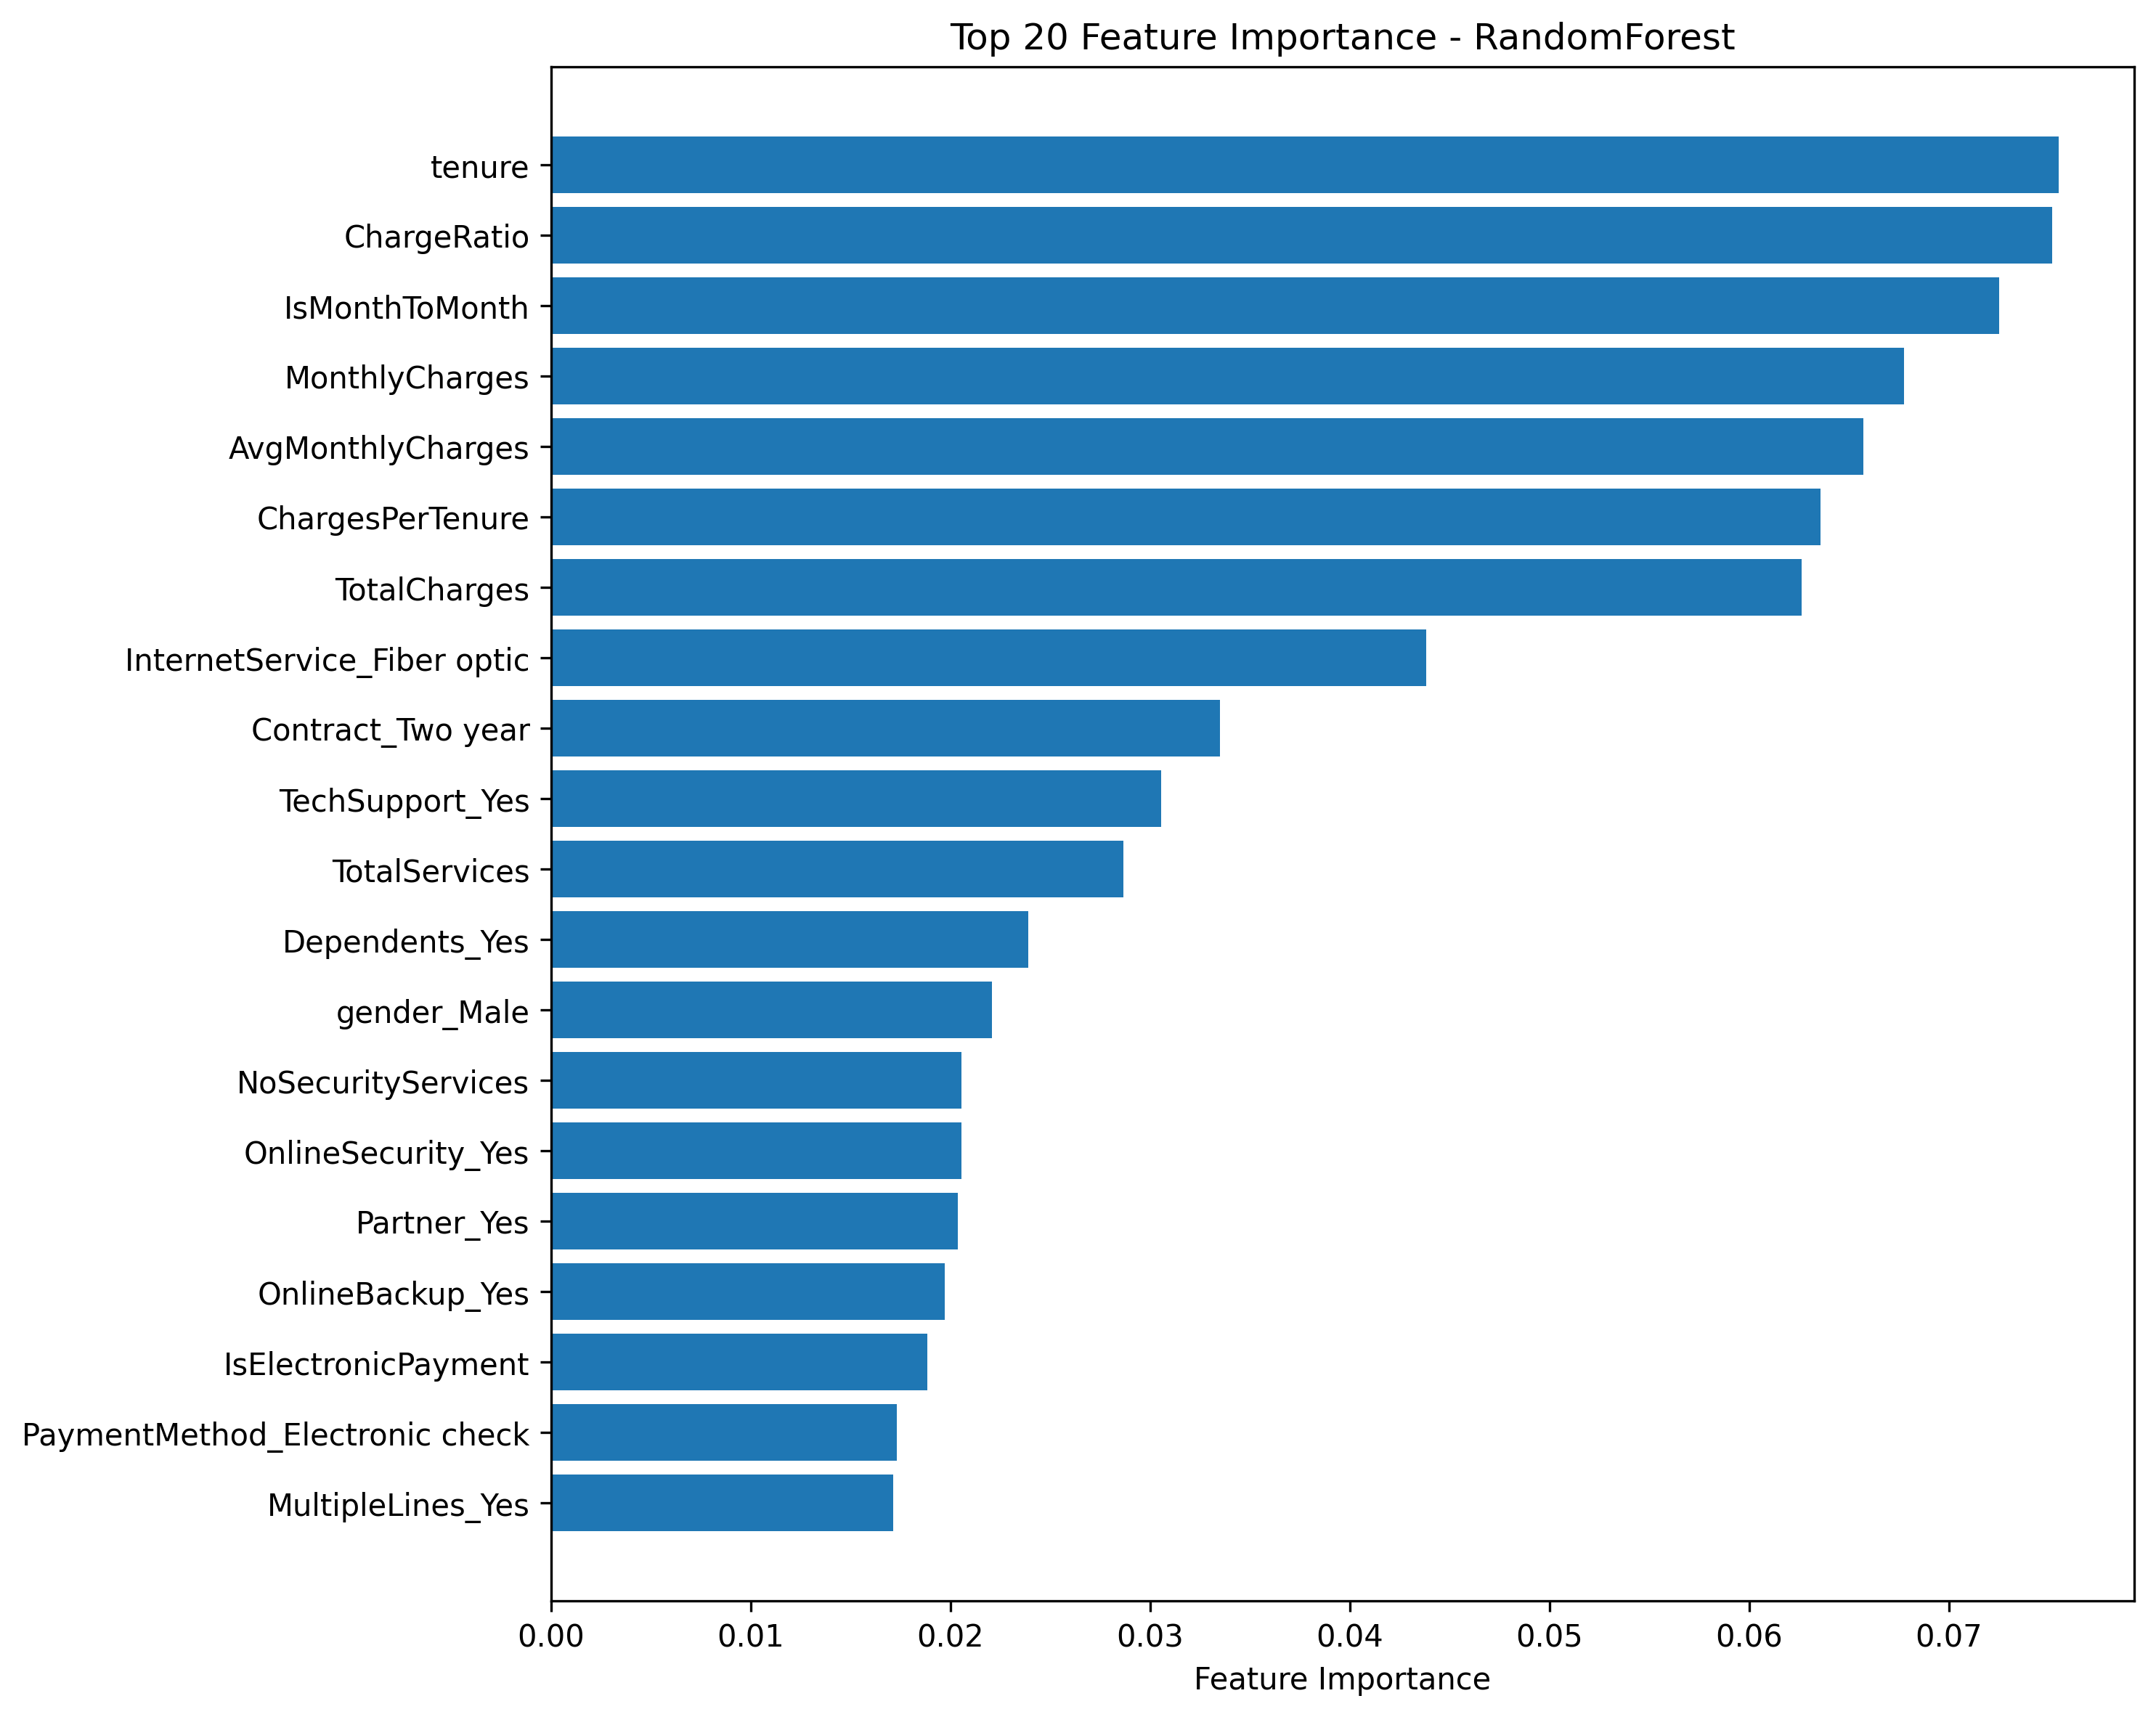 Top 20 Feature Importance - RandomForest
tenure
ChargeRatio
IsMonthToMonth
MonthlyCharges
AvgMonthlyCharges
ChargesPerTenure
TotalCharges
InternetService_Fiber optic
Contract_Two year
TechSupport_Yes
TotalServices
Dependents_Yes
gender_Male
NoSecurityServices
OnlineSecurity_Yes
Partner_Yes
OnlineBackup_Yes
IsElectronicPayment
PaymentMethod_Electronic check
MultipleLines_Yes
0.00 0.01 0.02 0.03 0.04 0.05 0.06 0.07
Feature Importance